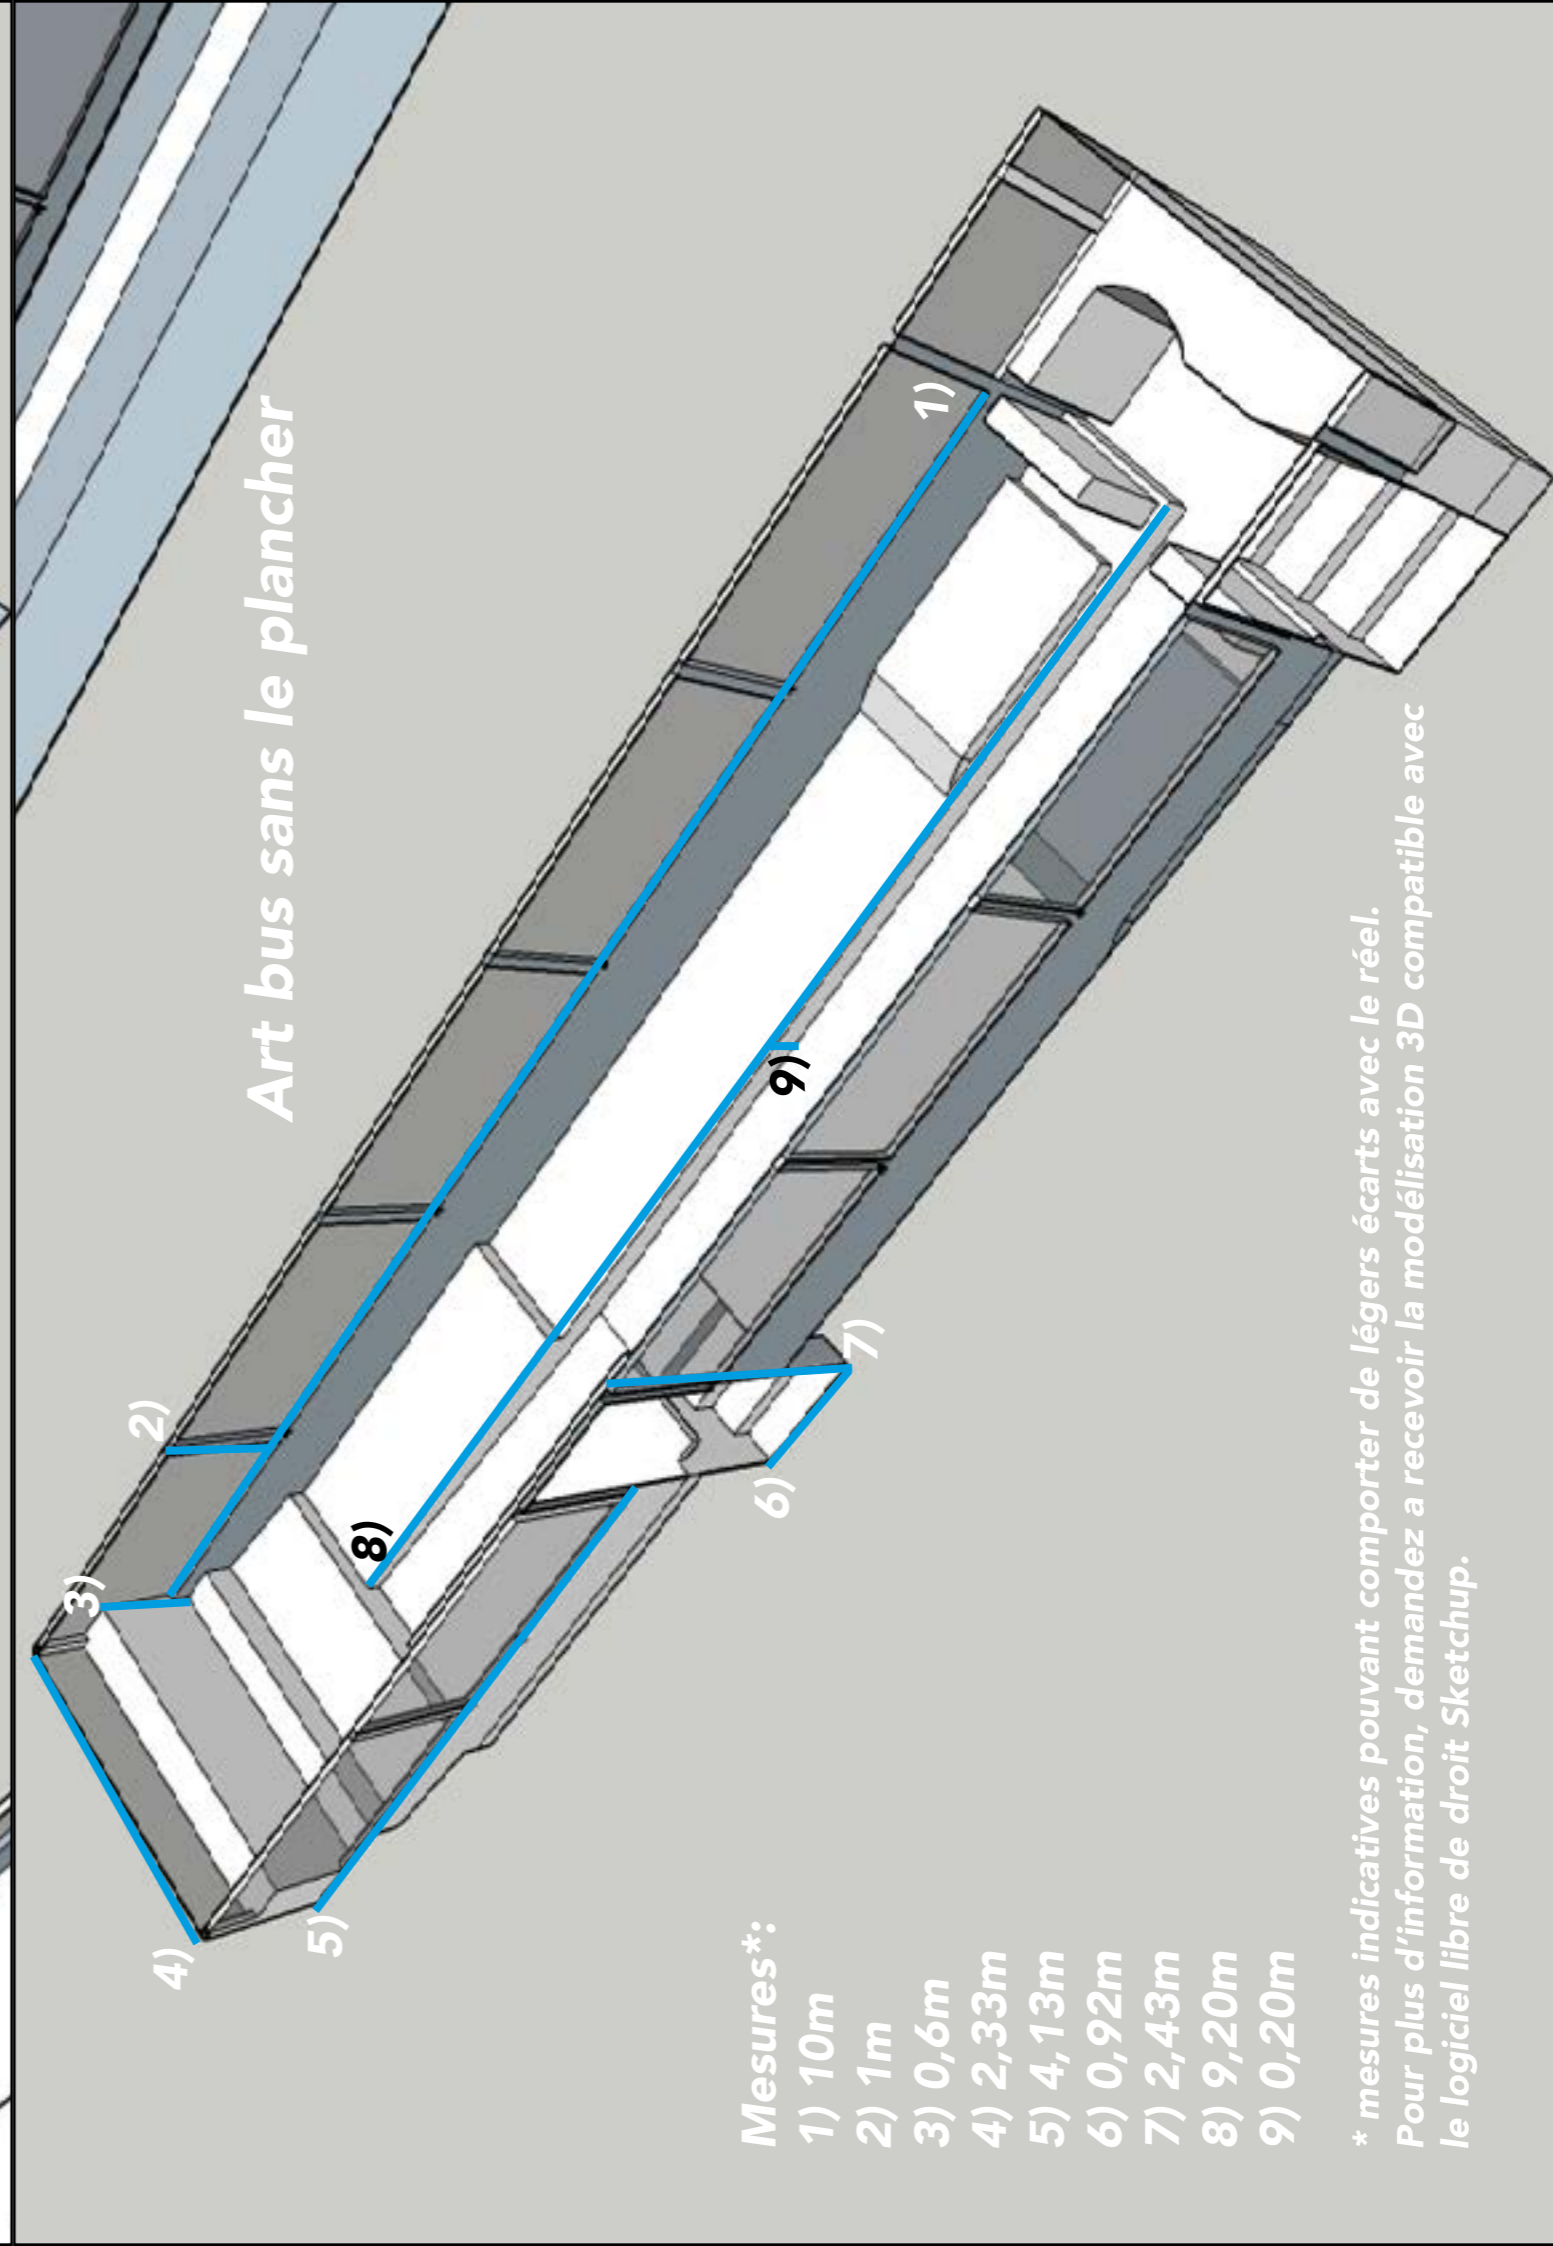 Art bus sans le plancher
1)
2)
3)
4)
5)
6)
7)
8)
9)
Mesures*:
1) 10m
2) 1m
3) 0,6m
4) 2,33m
5) 4,13m
6) 0,92m
7) 2,43m
8) 9,20m
9) 0,20m
* mesures indicatives pouvant comporter de légers écarts avec le réel.
Pour plus d'information, demandez a recevoir la modélisation 3D compatible avec
le logiciel libre de droit Sketchup.